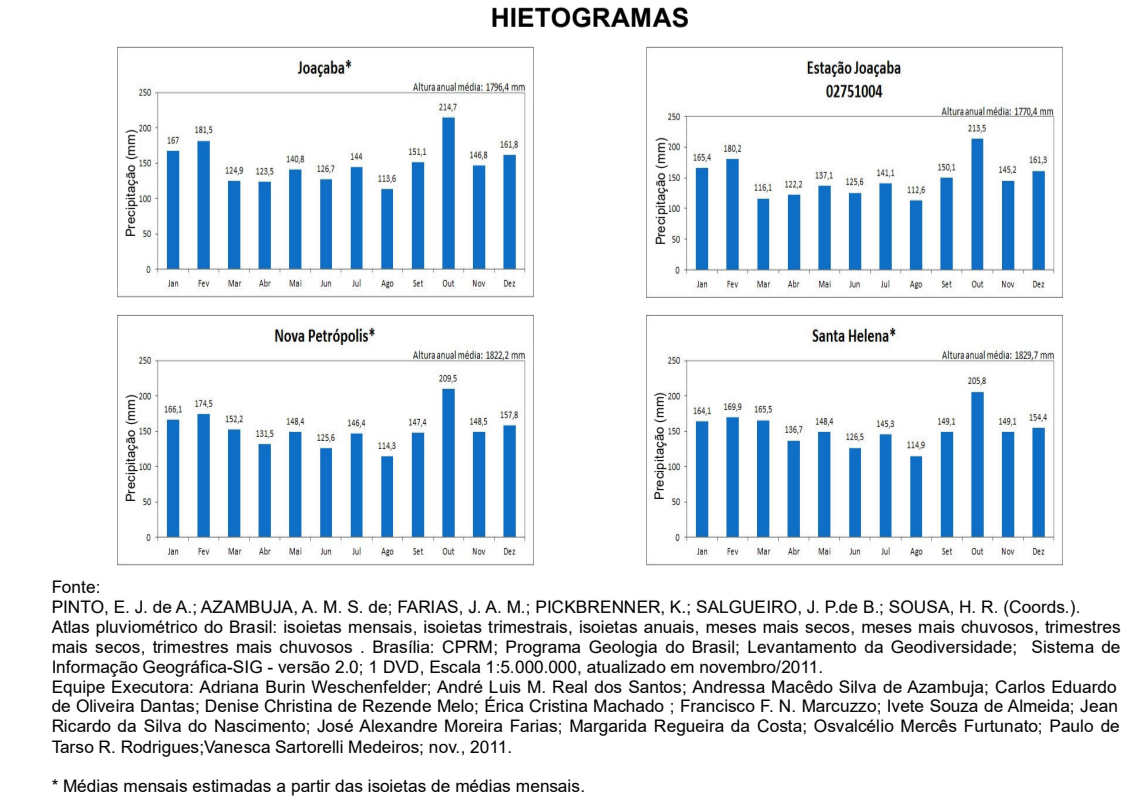 HIETOGRAMAS
Joaçaba*
Altura anual média: 1796,4 mm
Precipitação (mm)
250
200
150
100
50
0
167
181,5
124,9
123,5
140,8
126,7
144
113,6
151,1
214,7
146,8
161,8
Jan Fev Mar Abr Mai Jun Jul Ago Set Out Nov Dez
Estação Joaçaba
02751004
Altura anual média: 1770,4 mm
Precipitação (mm)
250
200
150
100
50
0
165,4
180,2
116,1
122,2
137,1
125,6
141,1
112,6
150,1
213,5
145,2
161,3
Jan Fev Mar Abr Mai Jun Jul Ago Set Out Nov Dez
Nova Petrópolis*
Altura anual média: 1822,2 mm
Precipitação (mm)
250
200
150
100
50
0
166,1
174,5
152,2
131,5
148,4
125,6
146,4
114,3
147,4
209,5
148,5
157,8
Jan Fev Mar Abr Mai Jun Jul Ago Set Out Nov Dez
Santa Helena*
Altura anual média: 1829,7 mm
Precipitação (mm)
250
200
150
100
50
0
164,1
169,9
165,5
136,7
148,4
126,5
145,3
114,9
149,1
205,8
149,1
154,4
Jan Fev Mar Abr Mai Jun Jul Ago Set Out Nov Dez
Fonte:
PINTO, E. J. de A.; AZAMBUJA, A. M. S. de; FARIAS, J. A. M.; PICKBRENNER, K.; SALGUEIRO, J. P.de B.; SOUSA, H. R. (Coords.).
Atlas pluviométrico do Brasil: isoietas mensais, isoietas trimestrais, isoietas anuais, meses mais secos, meses mais chuvosos, trimestres
mais secos, trimestres mais chuvosos . Brasília: CPRM; Programa Geologia do Brasil; Levantamento da Geodiversidade; Sistema de
Informação Geográfica-SIG - versão 2.0; 1 DVD, Escala 1:5.000.000, atualizado em novembro/2011.
Equipe Executora: Adriana Burin Weschenfelder; André Luis M. Real dos Santos; Andressa Macêdo Silva de Azambuja; Carlos Eduardo
de Oliveira Dantas; Denise Christina de Rezende Melo; Érica Cristina Machado ; Francisco F. N. Marcuzzo; Ivete Souza de Almeida; Jean
Ricardo da Silva do Nascimento; José Alexandre Moreira Farias; Margarida Regueira da Costa; Osvalcélio Mercês Furtunato; Paulo de
Tarso R. Rodrigues;Vanesca Sartorelli Medeiros; nov., 2011.
* Médias mensais estimadas a partir das isoietas de médias mensais.